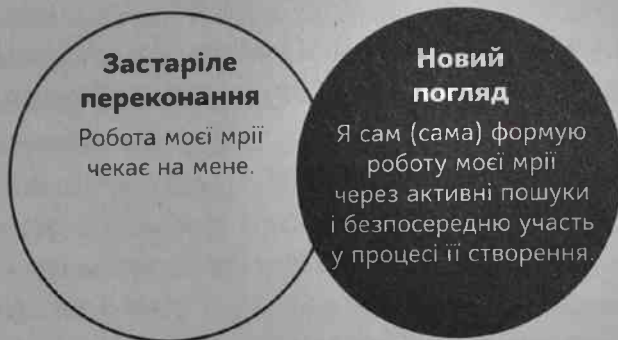 Застаріле
переконання
Робота моєї мрії
чекає на мене.
Новий
погляд
Я сам (сама) формую
роботу моєї мрії
через активні пошуки
і безпосередню участь
у процесі її створення.